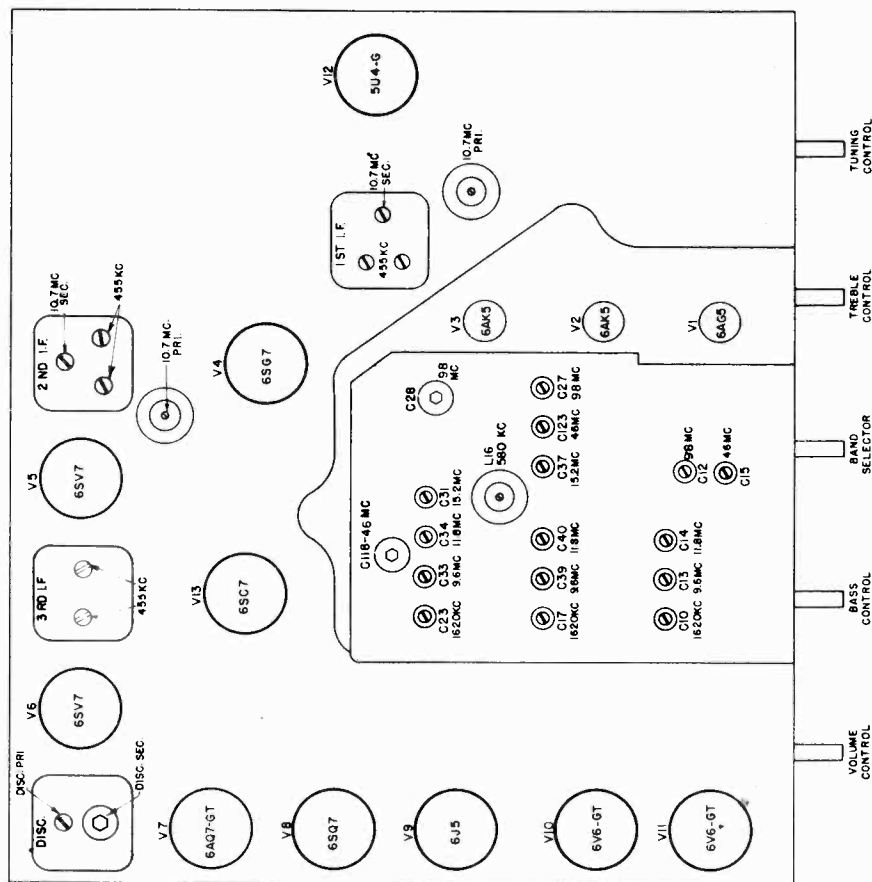 V12
5U4-G
10.7MC
SEC.
1ST I.F.
455KC
10.7MC
PRI.
TUNING
CONTROL
10.7MC
SEC.
455KC
2ND I.F.
10.7 MC.
PRI.
V4
6SG7
V3
6AK5
V2
6AK5
V1
6AG5
TREBLE
CONTROL
V5
6SV7
C28
98
MC
L16
580 KC
C27
98MC
C123
46MC
C37
15.2MC
98MC
C12
46MC
C15
BAND
SELECTOR
3 RD I.F
455KC
V13
6SC7
C118-46 MC
C31
15.2MC
C34
11.8MC
C33
9.6MC
C23
1620KC
C40
11.8MC
C39
9.6MC
C17
1620KC
C14
11.8MC
C13
9.6MC
C10
1620KC
BASS
CONTROL
V6
6SV7
DISC. PRI
DISC. SEC.
DISC.
VOLUME
CONTROL
V7
6AQ7-GT
V8
6SQ7
V9
6J5
V10
6V6-GT
V11
6V6-GT